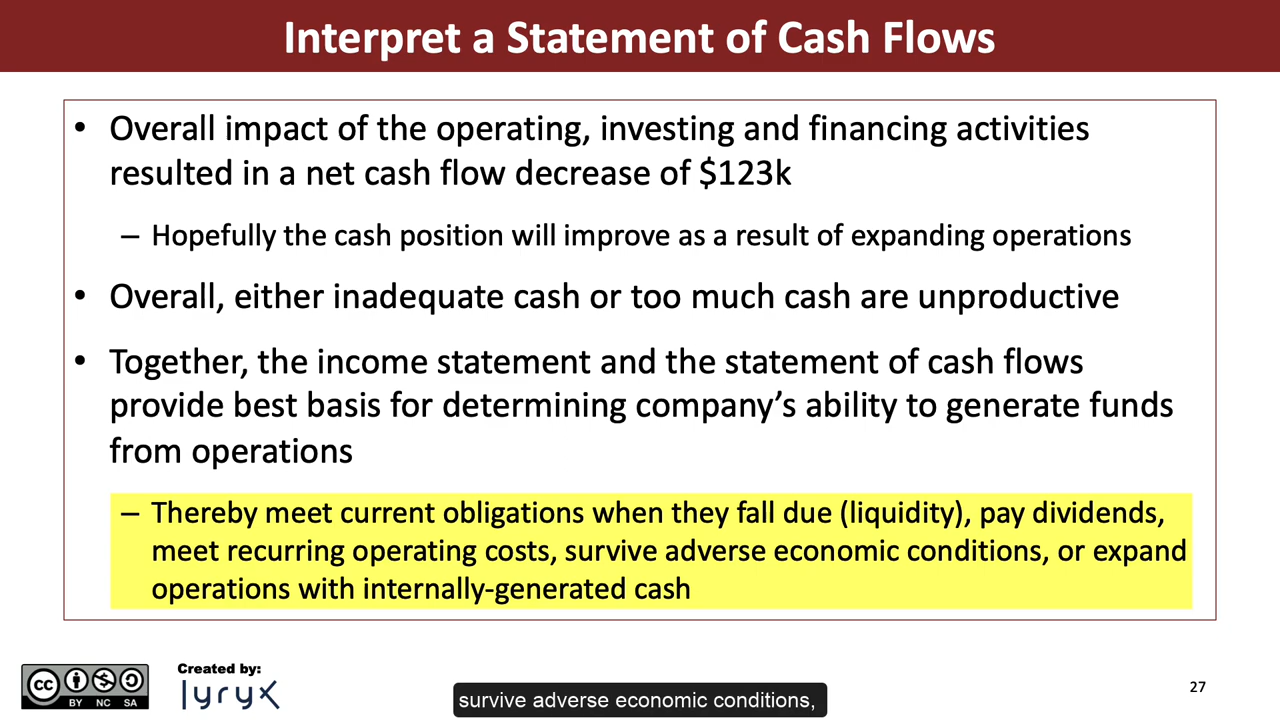 Interpret a Statement of Cash Flows
• Overall impact of the operating, investing and financing activities
resulted in a net cash flow decrease of $123k
– Hopefully the cash position will improve as a result of expanding operations
• Overall, either inadequate cash or too much cash are unproductive
• Together, the income statement and the statement of cash flows
provide best basis for determining company’s ability to generate funds
from operations
– Thereby meet current obligations when they fall due (liquidity), pay dividends,
meet recurring operating costs, survive adverse economic conditions, or expand
operations with internally-generated cash
cc
BY NC SA
Created by:
lyryx
survive adverse economic conditions,
27